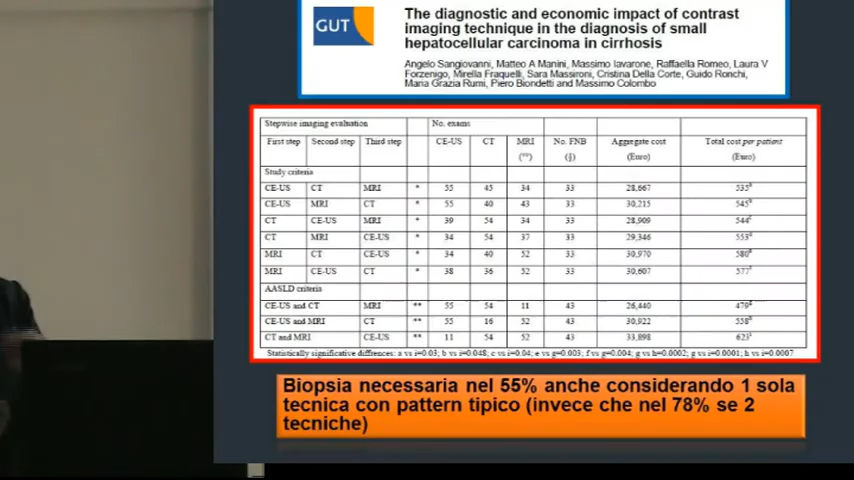 GUT
The diagnostic and economic impact of contrast
imaging technique in the diagnosis of small
hepatocellular carcinoma in cirrhosis
Angelo Sangiovanni, Matteo A Manini, Massimo Iavarone, Raffaella Romeo, Laura V
Forzenigo, Mirella Fraquelli, Sara Massironi, Cristina Della Corte, Guido Ronchi,
Maria Grazia Rumi, Piero Biondetti and Massimo Colombo
Stepwise imaging evaluation No. exams
First step Second step Third step CE-US CT MRI No. FNB Aggregate cost Total cost per patient
(°°) (§) (Euro) (Euro)
Study criteria
CE-US CT MRI * 55 45 34 33 28,667 535
CE-US MRI CT * 55 40 43 33 30,215 545
CT CE-US MRI * 39 54 34 33 28,909 544
CT MRI CE-US * 34 54 37 33 29,346 553
MRI CT CE-US * 34 40 52 33 30,970 580
MRI CE-US CT * 38 36 52 33 30,607 577
AASLD criteria
CE-US and CT MRI ** 55 54 11 43 26,440 479
CE-US and MRI CT ** 55 16 52 43 30,922 558
CT and MRI CE-US ** 11 54 52 43 33,898 623
Biopsia necessaria nel 55% anche considerando 1 sola
tecnica con pattern tipico (invece che nel 78% se 2
tecniche)